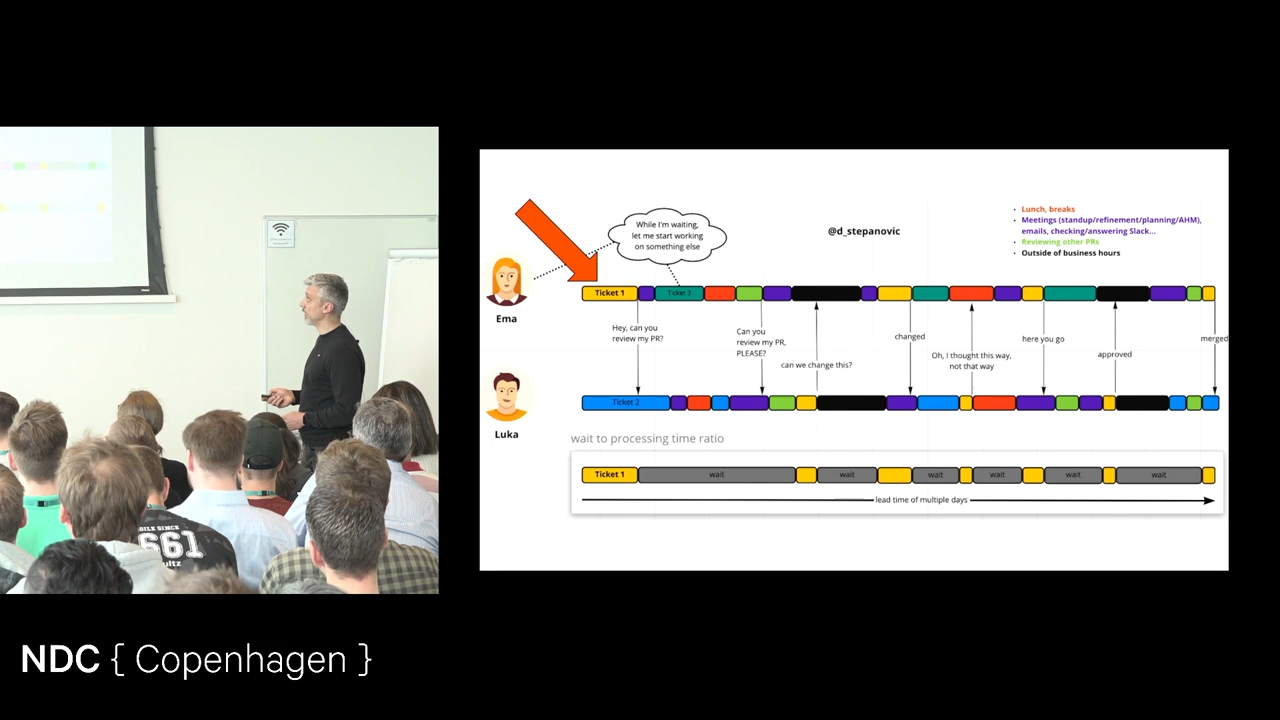 While I'm waiting,
let me start working
on something else
@d_stepanovic
• Lunch, breaks
• Meetings (standup/refinement/planning/AHM),
emails, checking/answering Slack...
• Reviewing other PRs
• Outside of business hours
Ema
Ticket 1
Ticket 3
Hey, can you
review my PR?
Can you
review my PR,
PLEASE?
can we change this?
changed
Oh, I thought this way,
not that way
here you go
approved
merged
Luka
Ticket 2
wait to processing time ratio
Ticket 1
wait
wait
wait
wait
wait
wait
lead time of multiple days
661
NDC { Copenhagen }